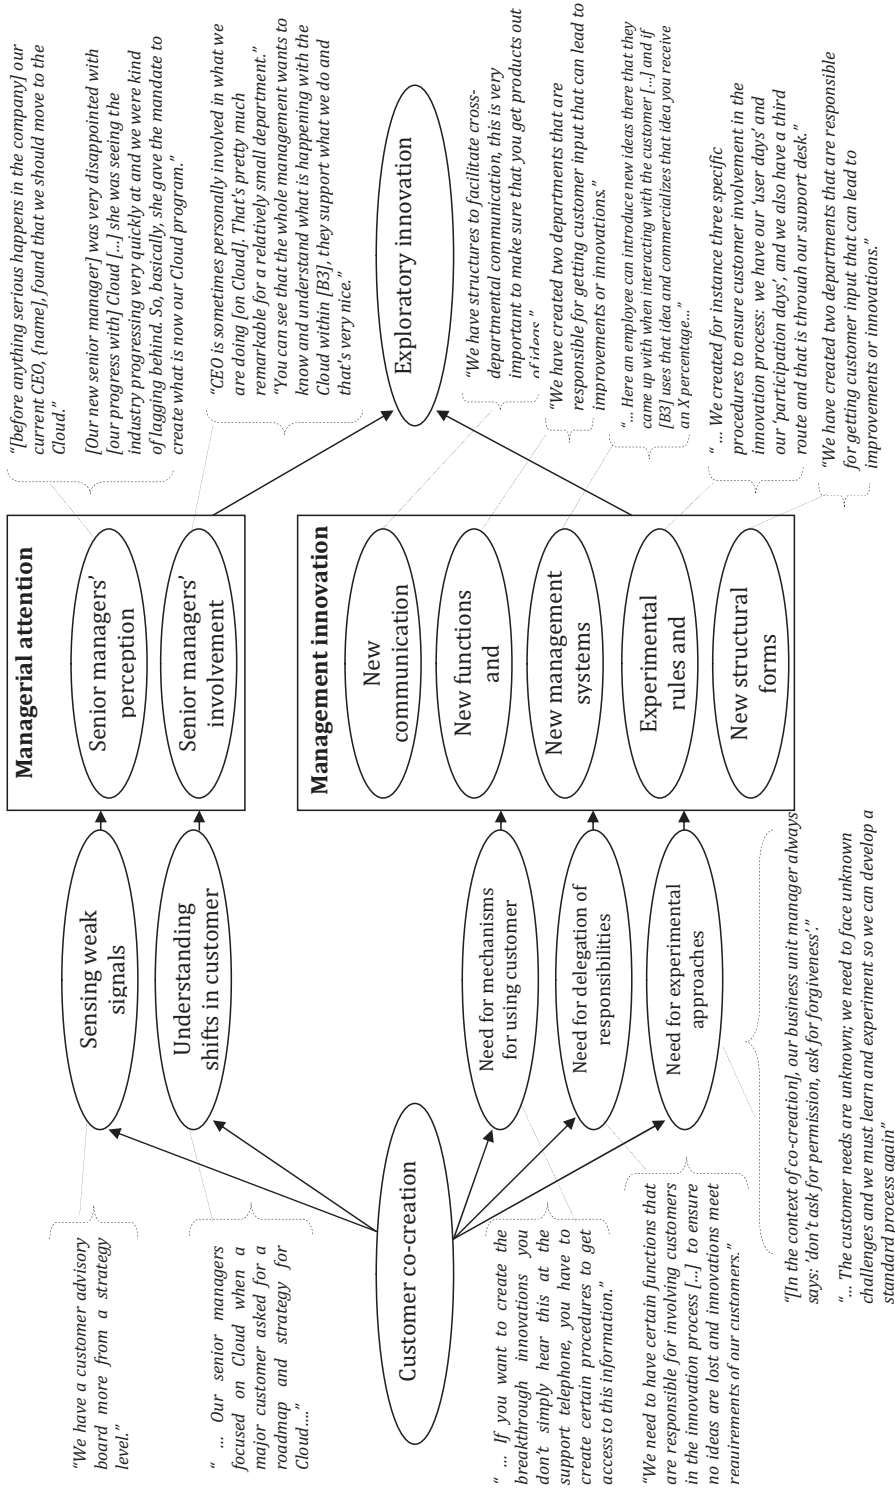 “We have a customer advisory
board more from a strategy
level.”
“ ... Our senior managers
focused on Cloud when a
major customer asked for a
roadmap and strategy for
Cloud....”
“ ... If you want to create the
breakthrough innovations you
don’t simply hear this at the
support telephone, you have to
create certain procedures to get
access to this information.”
“We need to have certain functions that
are responsible for involving customers
in the innovation process [...] to ensure
no ideas are lost and innovations meet
requirements of our customers.”
Customer co-creation
Sensing weak
signals
Understanding
shifts in customer
Need for mechanisms
for using customer
Need for delegation of
responsibilities
Need for experimental
approaches
“[In the context of co-creation], our business unit manager always
says: ‘don’t ask for permission, ask for forgiveness’.”
“... The customer needs are unknown; we need to face unknown
challenges and we must learn and experiment so we can develop a
standard process again”
Managerial attention
Senior managers’
perception
Senior managers’
involvement
Management innovation
New
communication
New functions
and
New management
systems
Experimental
rules and
New structural
forms
“[before anything serious happens in the company] our
current CEO, {name], found that we should move to the
Cloud.”
[Our new senior manager] was very disappointed with
[our progress with] Cloud [...] she was seeing the
industry progressing very quickly at and we were kind
of lagging behind. So, basically, she gave the mandate to
create what is now our Cloud program.”
“CEO is sometimes personally involved in what we
are doing [on Cloud]. That’s pretty much
remarkable for a relatively small department.”
“You can see that the whole management wants to
know and understand what is happening with the
Cloud within [B3], they support what we do and
that’s very nice.”
Exploratory innovation
“We have structures to facilitate cross-
departmental communication, this is very
important to make sure that you get products out
of ideas.”
“We have created two departments that are
responsible for getting customer input that can lead to
improvements or innovations.”
“... Here an employee can introduce new ideas there that they
came up with when interacting with the customer [...] and if
[B3] uses that idea and commercializes that idea you receive
an X percentage...”
“ ... We created for instance three specific
procedures to ensure customer involvement in the
innovation process: we have our ‘user days’ and
our ‘participation days’, and we also have a third
route and that is through our support desk.”
“We have created two departments that are responsible
for getting customer input that can lead to
improvements or innovations.”